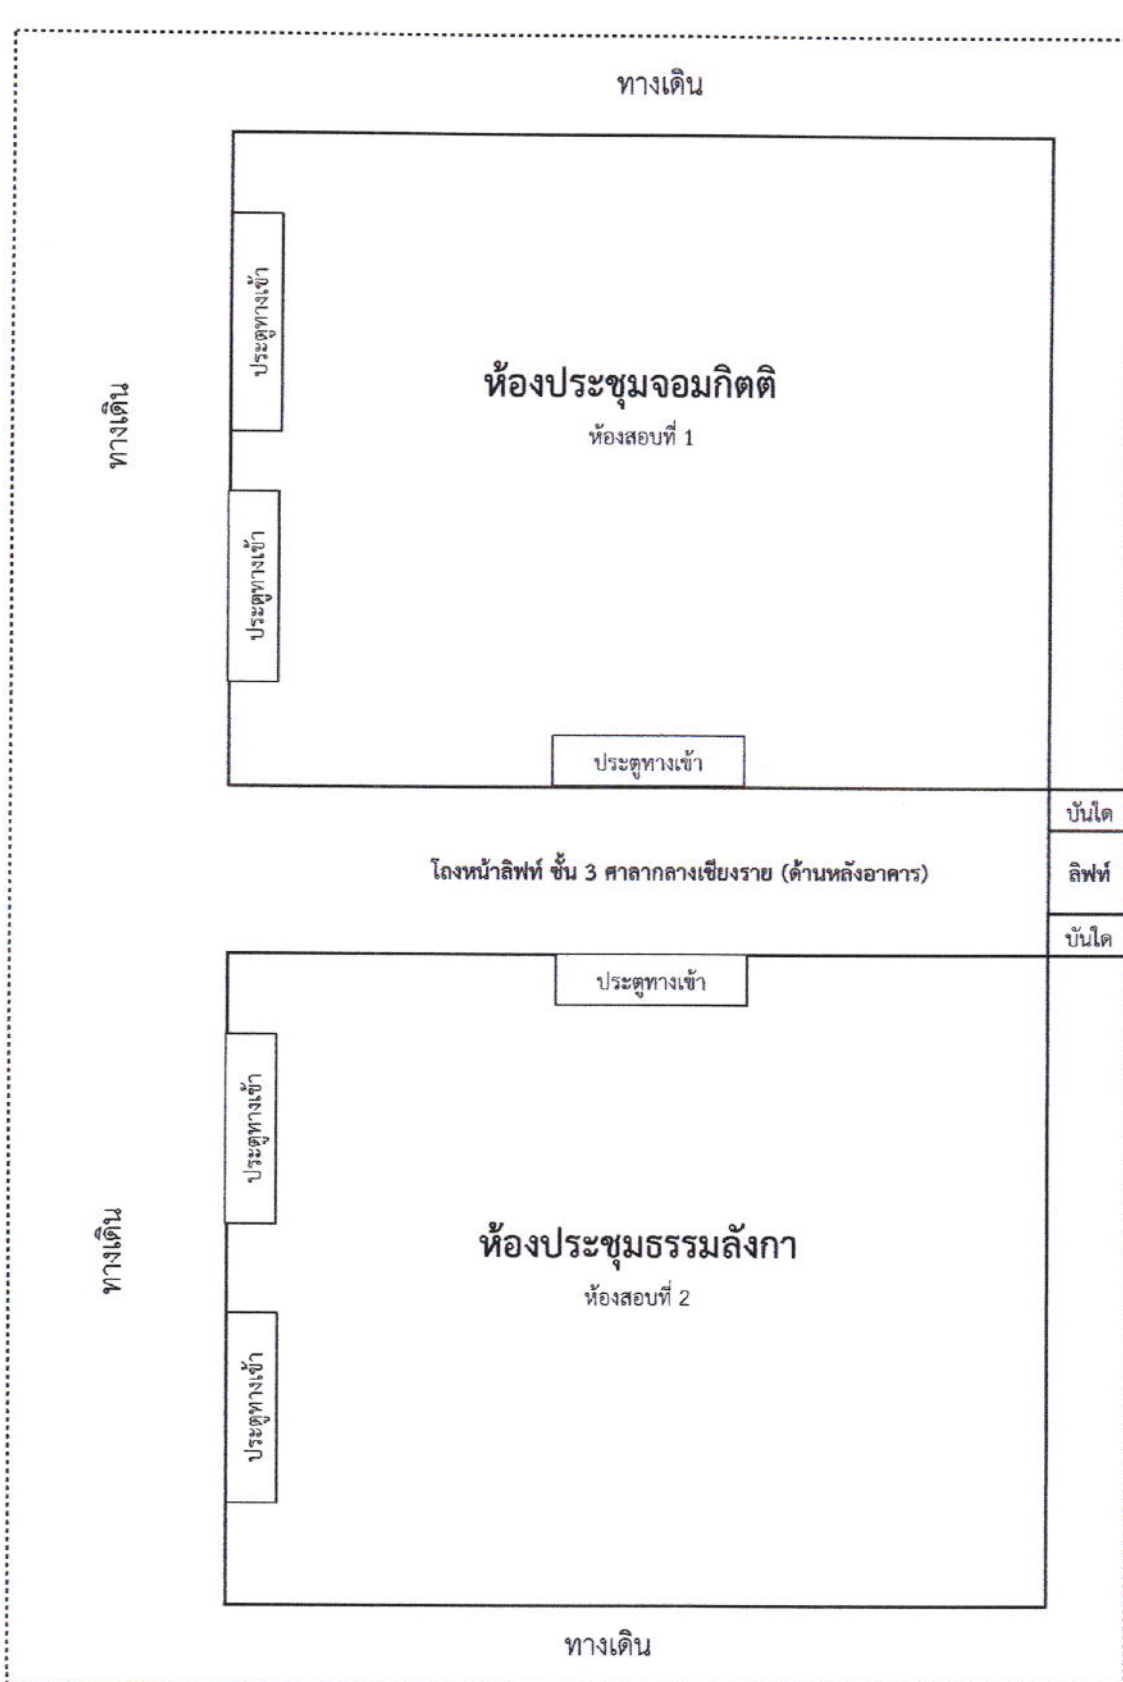 ทางเดิน
ประตูทางเข้า
ห้องประชุมจอมกิตติ
ห้องสอบที่ 1
ทางเดิน
ประตูทางเข้า
ประตูทางเข้า
บันใด
โถงหน้าลิฟท์ ชั้น 3 ศาลากลางเชียงราย (ด้านหลังอาคาร)
ลิฟท์
บันใด
ประตูทางเข้า
ประตูทางเข้า
ทางเดิน
ห้องประชุมธรรมลังกา
ห้องสอบที่ 2
ประตูทางเข้า
ทางเดิน